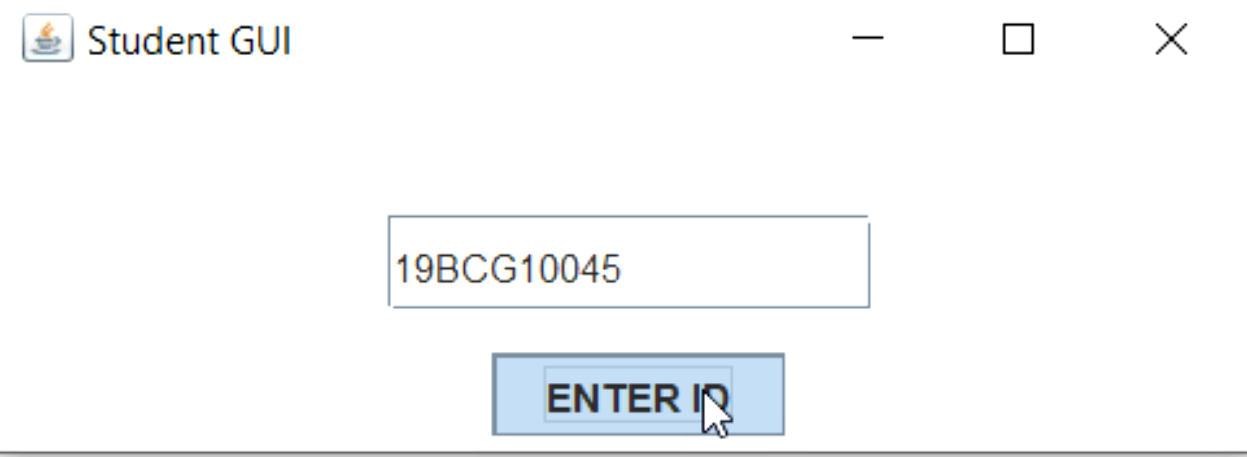 Student GUI
19BCG10045
ENTER ID